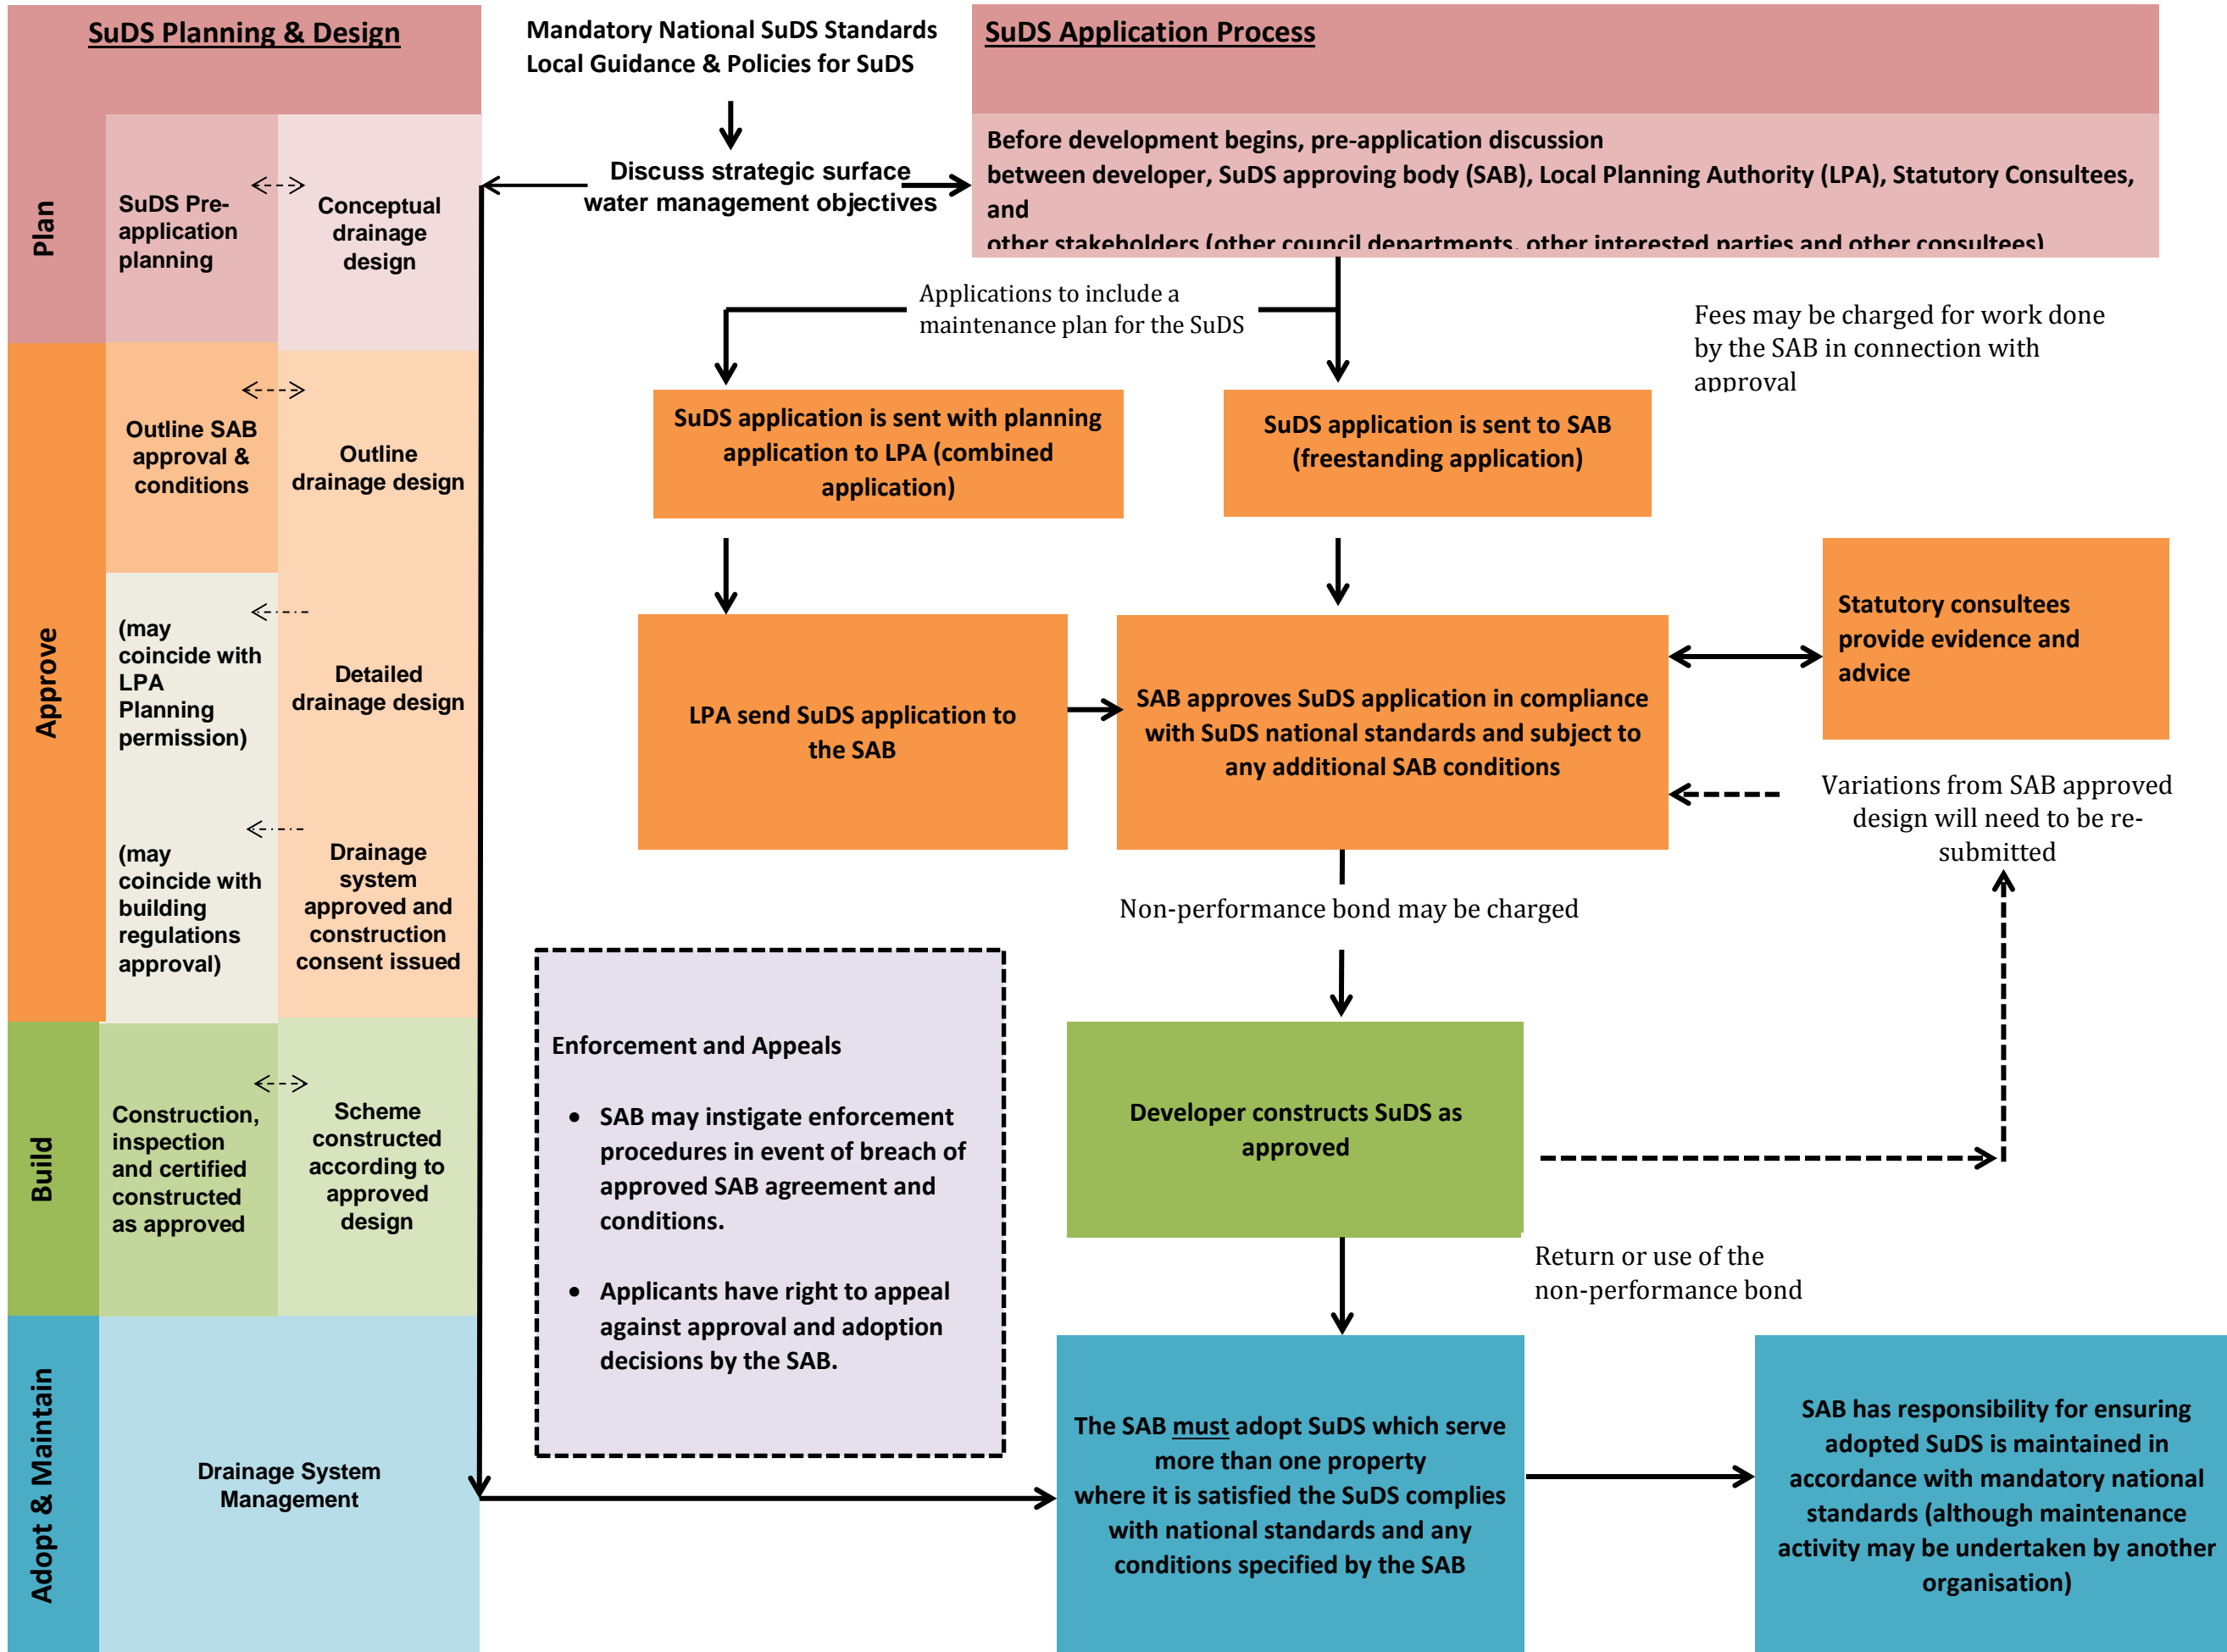 SuDS Planning & Design
Mandatory National SuDS Standards
Local Guidance & Policies for SuDS
SuDS Application Process
Plan
SuDS Pre-
application
planning
Conceptual
drainage
design
Discuss strategic surface
water management objectives
Before development begins, pre-application discussion
between developer, SuDS approving body (SAB), Local Planning Authority (LPA), Statutory Consultees,
and
other stakeholders (other council departments, other interested parties and other consultees)
Applications to include a
maintenance plan for the SuDS
Fees may be charged for work done
by the SAB in connection with
approval
Approve
Outline SAB
approval &
conditions
Outline
drainage design
(may
coincide with
LPA
Planning
permission)
Detailed
drainage design
(may
coincide with
building
regulations
approval)
Drainage
system
approved and
construction
consent issued
SuDS application is sent with planning
application to LPA (combined
application)
SuDS application is sent to SAB
(freestanding application)
LPA send SuDS application to
the SAB
SAB approves SuDS application in compliance
with SuDS national standards and subject to
any additional SAB conditions
Statutory consultees
provide evidence and
advice
Variations from SAB approved
design will need to be re-
submitted
Non-performance bond may be charged
Build
Construction,
inspection
and certified
constructed
as approved
Scheme
constructed
according to
approved
design
Enforcement and Appeals
• SAB may instigate enforcement
procedures in event of breach of
approved SAB agreement and
conditions.
• Applicants have right to appeal
against approval and adoption
decisions by the SAB.
Developer constructs SuDS as
approved
Return or use of the
non-performance bond
Adopt & Maintain
Drainage System
Management
The SAB must adopt SuDS which serve
more than one property
where it is satisfied the SuDS complies
with national standards and any
conditions specified by the SAB
SAB has responsibility for ensuring
adopted SuDS is maintained in
accordance with mandatory national
standards (although maintenance
activity may be undertaken by another
organisation)